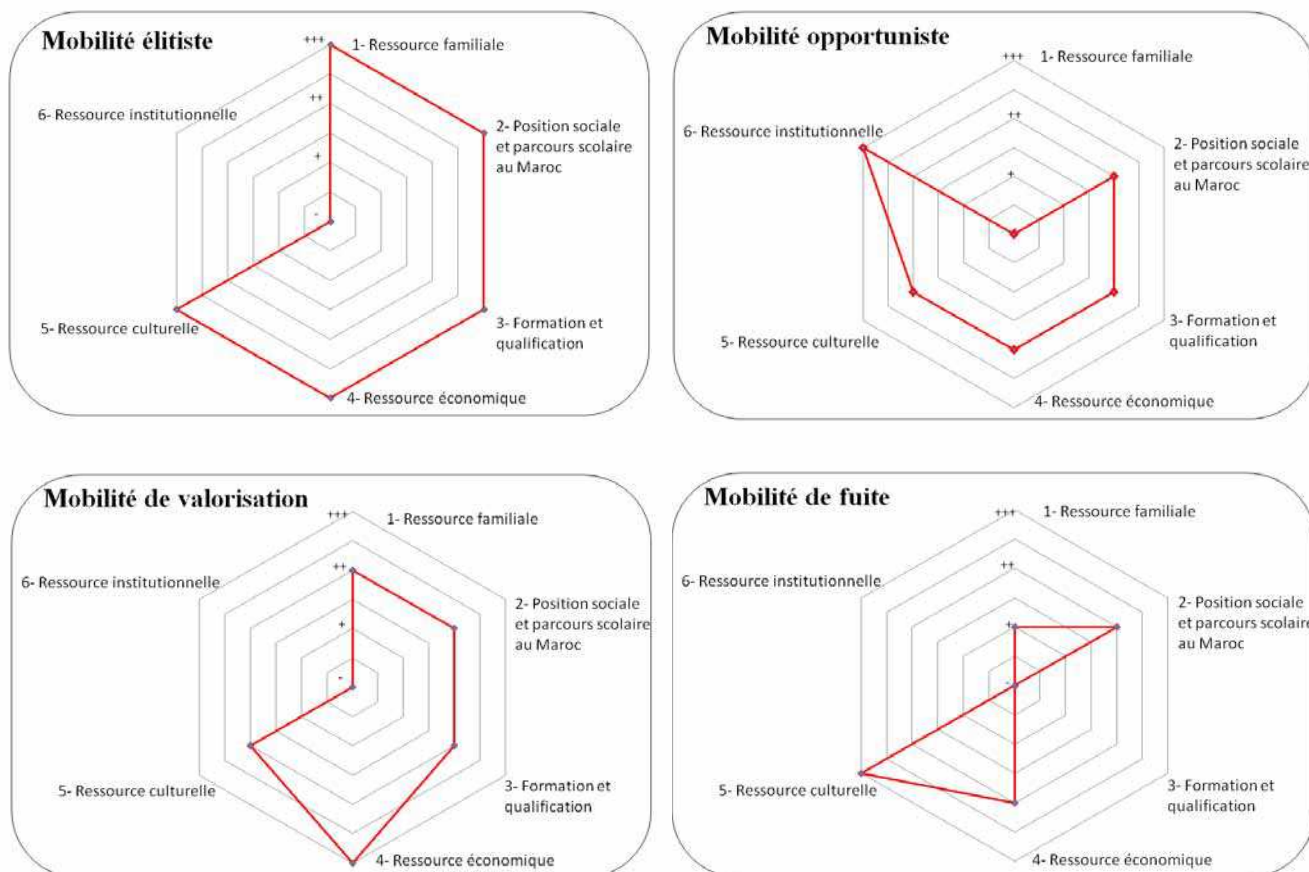 Mobilité élitiste
+++
1- Ressource familiale
++
6- Ressource institutionnelle
2- Position sociale
et parcours scolaire
au Maroc
+
-
5- Ressource culturelle
3- Formation et
qualification
4- Ressource économique
Mobilité opportuniste
+++
1- Ressource familiale
++
6- Ressource institutionnelle
2- Position sociale
et parcours scolaire
au Maroc
+
5- Ressource culturelle
3- Formation et
qualification
4- Ressource économique
Mobilité de valorisation
+++
1- Ressource familiale
++
6- Ressource institutionnelle
2- Position sociale
et parcours scolaire
au Maroc
+
-
5- Ressource culturelle
3- Formation et
qualification
4- Ressource économique
Mobilité de fuite
+++
1- Ressource familiale
++
6- Ressource institutionnelle
2- Position sociale
et parcours scolaire
au Maroc
+
-
5- Ressource culturelle
3- Formation et
qualification
4- Ressource économique